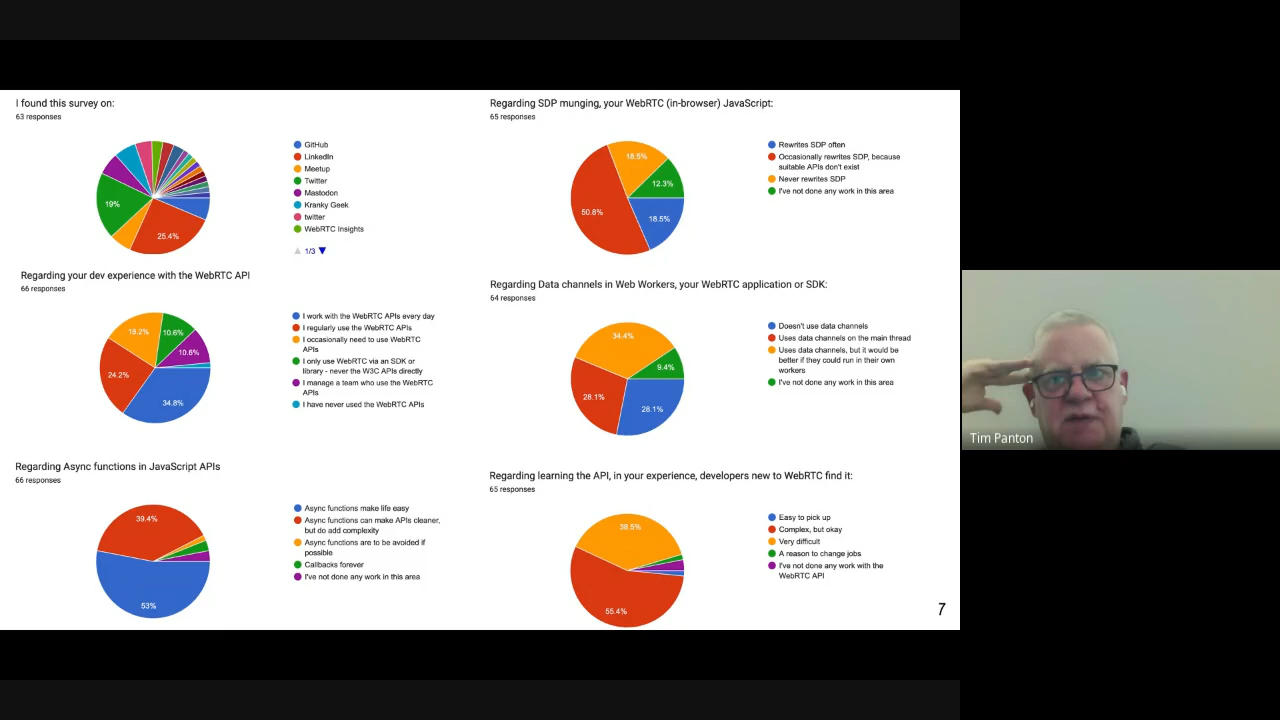 I found this survey on:
63 responses
19%
25.4%
GitHub
LinkedIn
Meetup
Twitter
Mastodon
Kranky Geek
twitter
WebRTC Insights
1/3
Regarding your dev experience with the WebRTC API
66 responses
18.2%
10.6%
10.6%
24.2%
34.8%
I work with the WebRTC APIs every day
I regularly use the WebRTC APIs
I occasionally need to use WebRTC
APIs
I only use WebRTC via an SDK or
library - never the W3C APIs directly
I manage a team who use the WebRTC
APIs
I have never used the WebRTC APIs
Regarding Async functions in JavaScript APIs
66 responses
39.4%
53%
Async functions make life easy
Async functions can make APIs cleaner,
but do add complexity
Async functions are to be avoided if
possible
Callbacks forever
I've not done any work in this area
Regarding SDP munging, your WebRTC (in-browser) JavaScript:
65 responses
18.5%
12.3%
50.8%
18.5%
Rewrites SDP often
Occasionally rewrites SDP, because
suitable APIs don't exist
Never rewrites SDP
I've not done any work in this area
Regarding Data channels in Web Workers, your WebRTC application or SDK:
64 responses
34.4%
9.4%
28.1%
28.1%
Doesn't use data channels
Uses data channels on the main thread
Uses data channels, but it would be
better if they could run in their own
workers
I've not done any work in this area
Regarding learning the API, in your experience, developers new to WebRTC find it:
65 responses
38.5%
55.4%
Easy to pick up
Complex, but okay
Very difficult
A reason to change jobs
I've not done any work with the
WebRTC API
7
Tim Panton